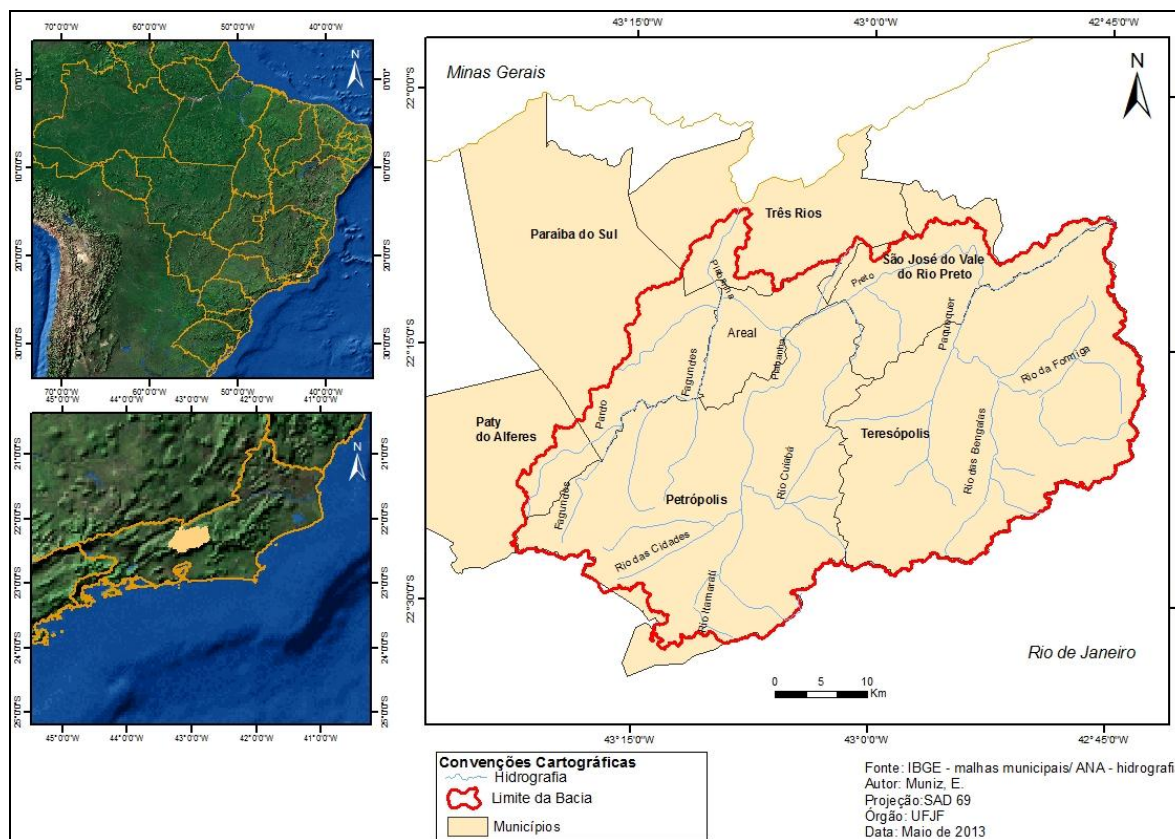 70°0'0"W 60°0'0"W 50°0'0"W 40°0'0"W
N
0°0'0"
10°0'0"S
20°0'0"S
30°0'0"S
0°0'0"
10°0'0"S
20°0'0"S
30°0'0"S
70°0'0"W 60°0'0"W 50°0'0"W 40°0'0"W
45°0'0"W 44°0'0"W 43°0'0"W 42°0'0"W 41°0'0"W
N
21°0'0"S
22°0'0"S
23°0'0"S
24°0'0"S
25°0'0"S
21°0'0"S
22°0'0"S
23°0'0"S
24°0'0"S
25°0'0"S
45°0'0"W 44°0'0"W 43°0'0"W 42°0'0"W 41°0'0"W
43°15'0"W 43°0'0"W 42°45'0"W
22°0'0"S
22°15'0"S
22°30'0"S
Minas Gerais
N
Três Rios
Paraiba do Sul
São José do Vale
do Rio Preto
Preto
Areal
Fagundes
Paquequer
Rio da Formiga
Pardo
Paty
do Alferes
Teresópolis
Rio das Bengalas
Rio Cuiabá
Petrópolis
Fagundes
Rio das Cidades
Rio Itamarati
Rio de Janeiro
0 5 10
Km
43°15'0"W 43°0'0"W 42°45'0"W
Convenções Cartográficas
Hidrografia
Limite da Bacia
Municípios
Fonte: IBGE - malhas municipais/ ANA - hidrografi
Autor: Muniz, E.
Projeção:SAD 69
Órgão: UFJF
Data: Maio de 2013